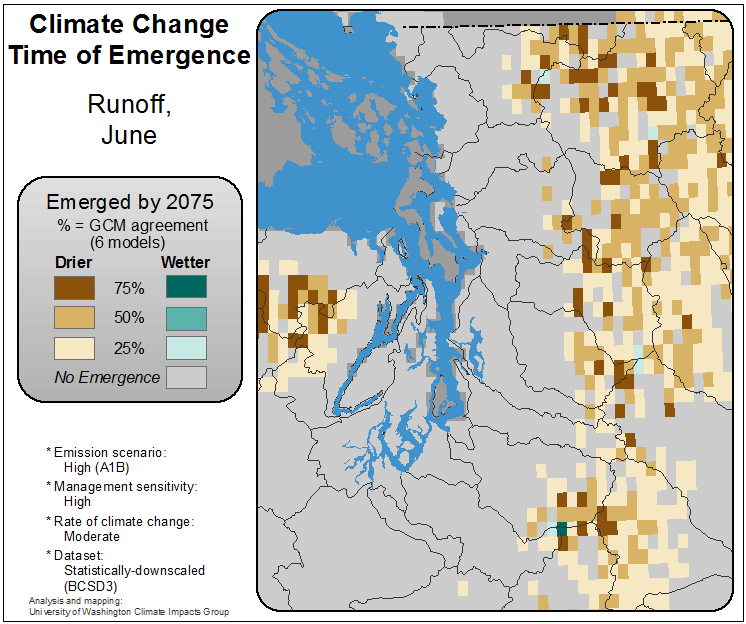 Climate Change
Time of Emergence
Runoff,
June
Emerged by 2075
% = GCM agreement
(6 models)
Drier Wetter
75%
50%
25%
No Emergence
* Emission scenario:
High (A1B)
* Management sensitivity:
High
* Rate of climate change:
Moderate
* Dataset:
Statistically-downscaled
(BCSD3)
Analysis and mapping:
University of Washington Climate Impacts Group